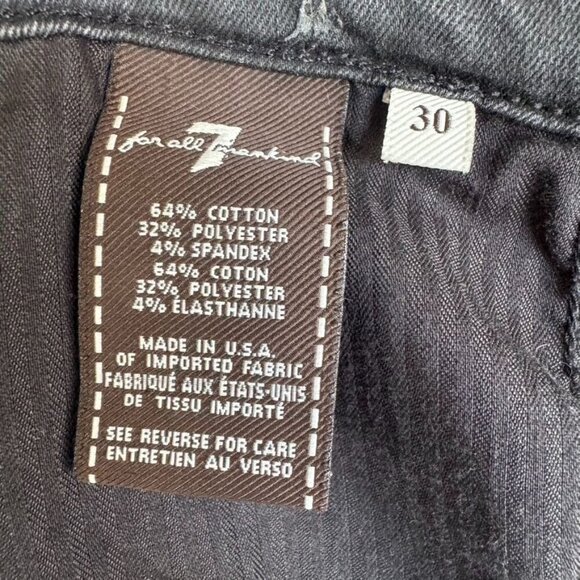 7
for all mankind
30
64% COTTON
32% POLYESTER
4% SPANDEX
64% COTON
32% POLYESTER
4% ÉLASTHANNE
MADE IN U.S.A.
OF IMPORTED FABRIC
FABRIQUÉ AUX ÉTATS-UNIS
DE TISSU IMPORTÉ
SEE REVERSE FOR CARE
ENTRETIEN AU VERSO